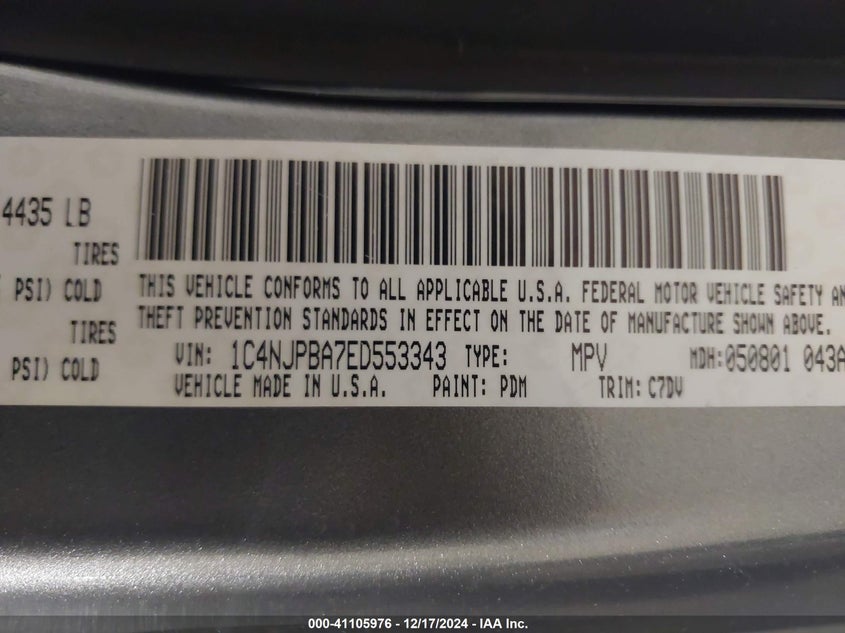 4435 LB
TIRES
PSI) COLD
TIRES
PSI) COLD
THIS VEHICLE CONFORMS TO ALL APPLICABLE U.S.A. FEDERAL MOTOR VEHICLE SAFETY AN
THEFT PREVENTION STANDARDS IN EFFECT ON THE DATE OF MANUFACTURE SHOWN ABOVE.
VIN: 1C4NJPBA7ED553343 TYPE: MPV MDH:050801 043A
VEHICLE MADE IN U.S.A. PAINT: PDM TRIM: C7DV
000-41105976 - 12/17/2024 - IAA Inc.